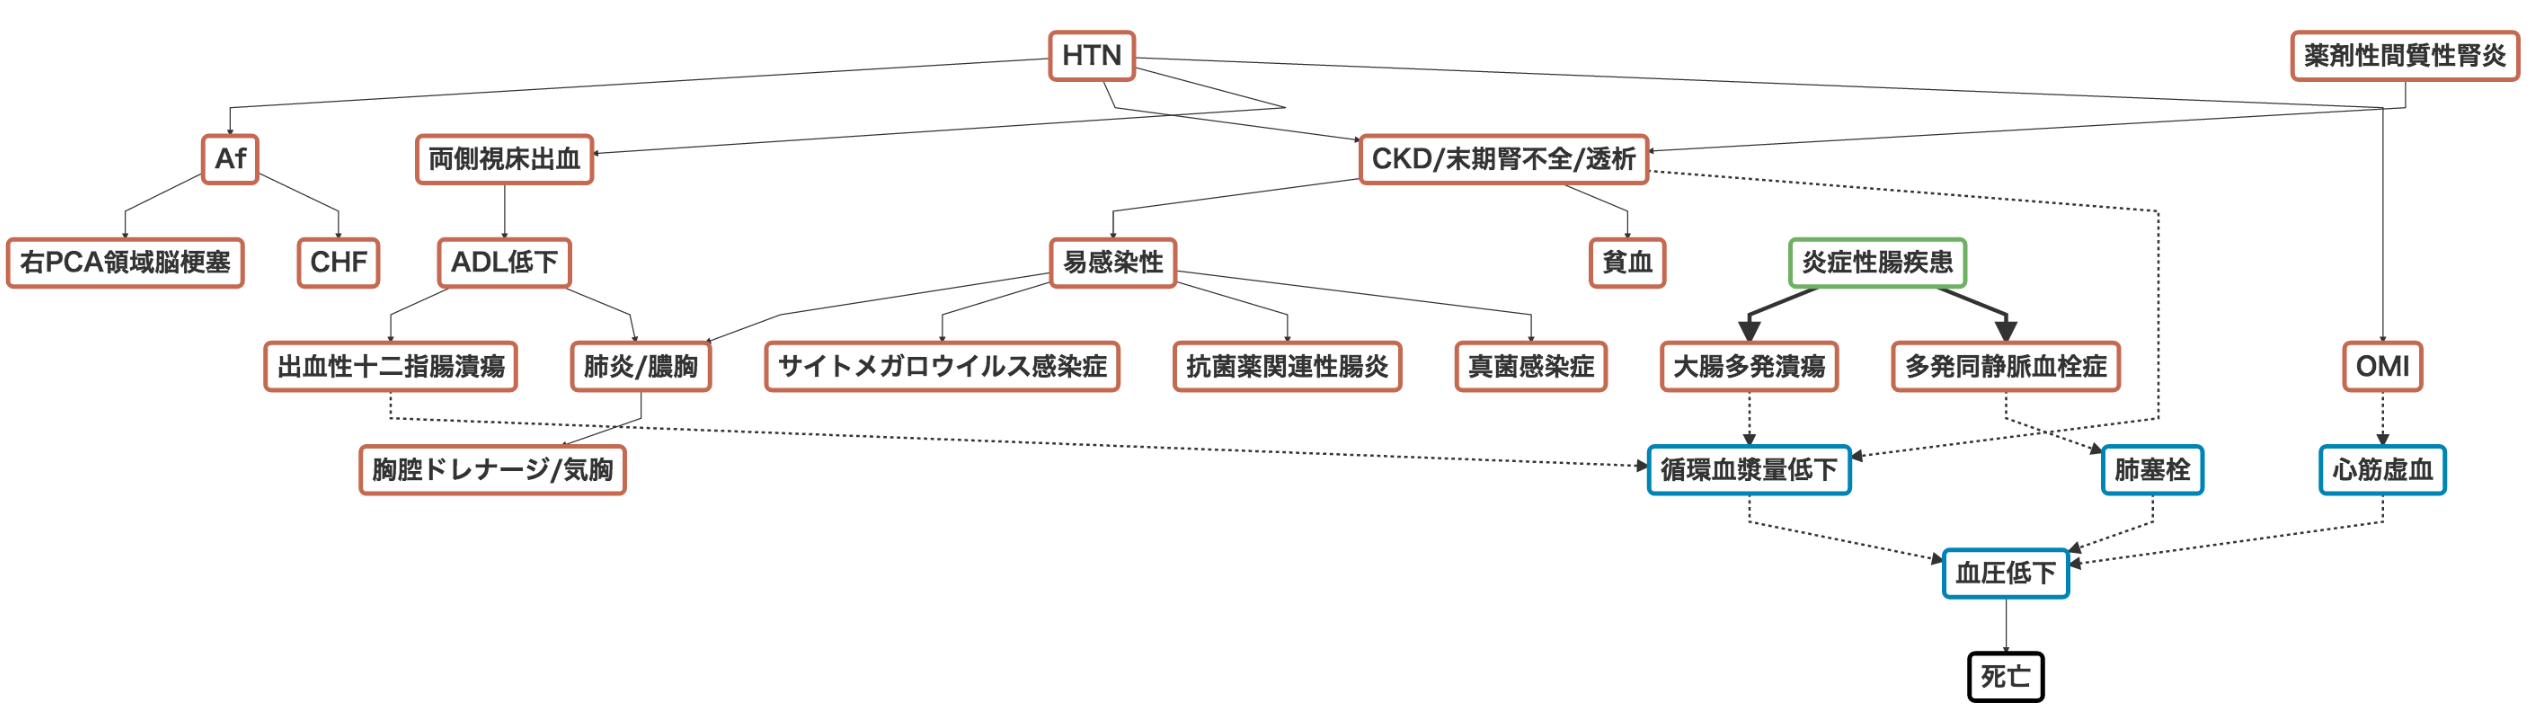 HTN
薬剤性間質性腎炎
Af
両側視床出血
CKD/末期腎不全/透析
右PCA領域脳梗塞
CHF
ADL低下
易感染性
貧血
炎症性腸疾患
出血性十二指腸潰瘍
肺炎/膿胸
サイトメガロウイルス感染症
抗菌薬関連性腸炎
真菌感染症
大腸多発潰瘍
多発同静脈血栓症
OMI
胸腔ドレナージ/気胸
循環血漿量低下
肺塞栓
心筋虚血
血圧低下
死亡